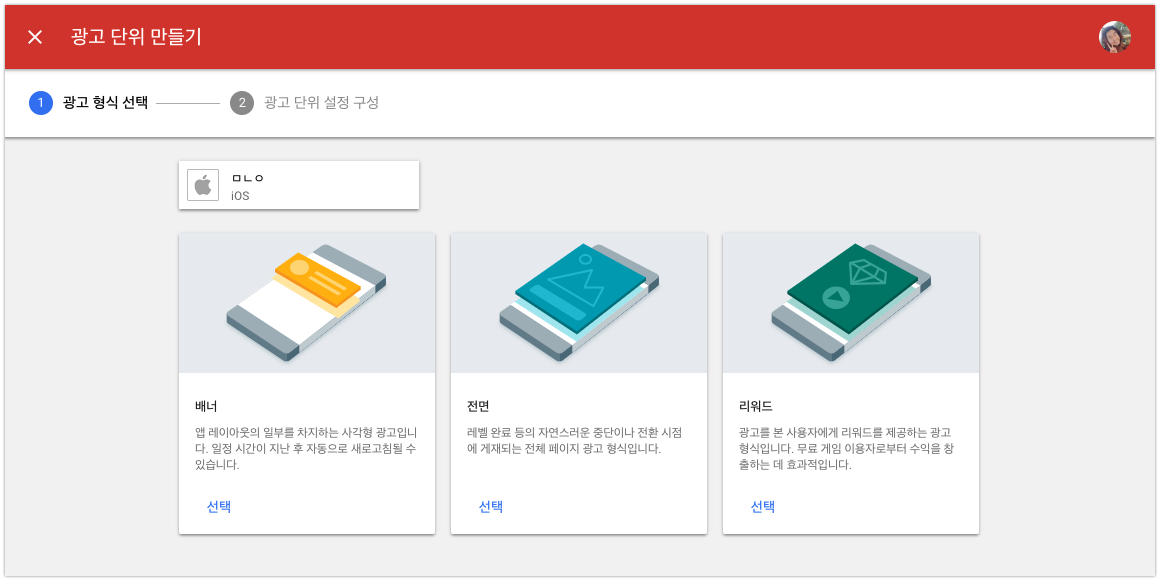 광고 단위 만들기
1 광고 형식 선택 2 광고 단위 설정 구성
ㅁㄴㅇ
iOS
배너
앱 레이아웃의 일부를 차지하는 사각형 광고입니
다. 일정 시간이 지난 후 자동으로 새로고침될 수
있습니다.
선택
전면
레벨 완료 등의 자연스러운 중단이나 전환 시점
에 게재되는 전체 페이지 광고 형식입니다.
선택
리워드
광고를 본 사용자에게 리워드를 제공하는 광고
형식입니다. 무료 게임 이용자로부터 수익을 창
출하는 데 효과적입니다.
선택